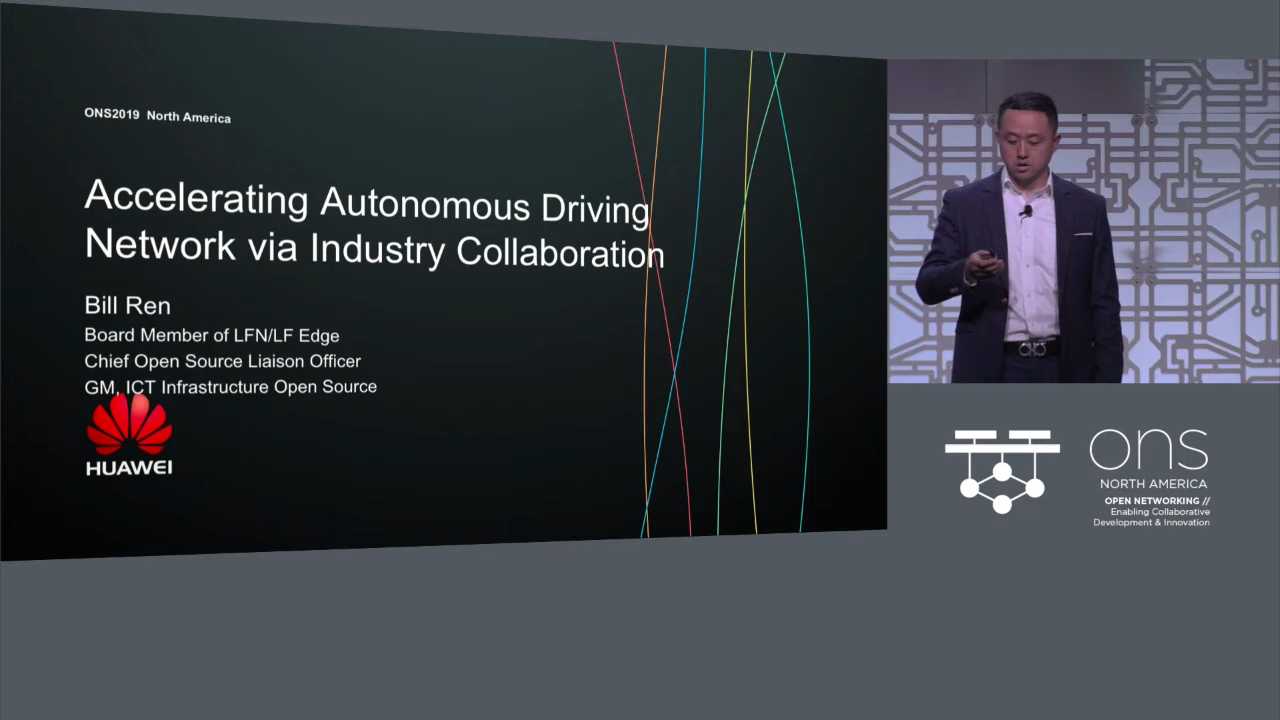 ONS2019 North America
Accelerating Autonomous Driving
Network via Industry Collaboration
Bill Ren
Board Member of LFN/LF Edge
Chief Open Source Liaison Officer
GM, ICT Infrastructure Open Source
HUAWEI
ons
NORTH AMERICA
OPEN NETWORKING //
Enabling Collaborative
Development & Innovation